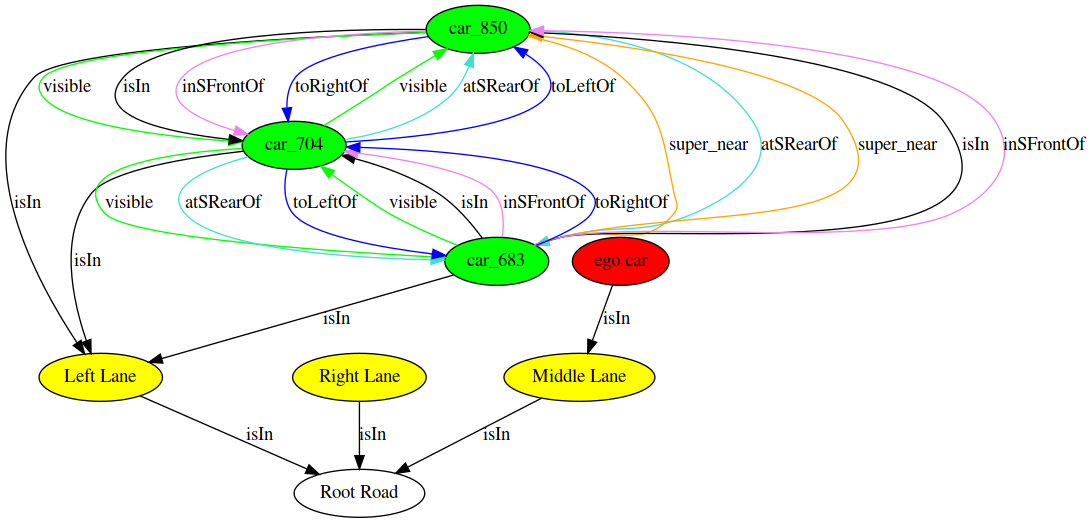 car_850
visible
isIn
inSFrontOf
toRightOf
visible
atSRearOf
toLeftOf
car_704
super_near
atSRearOf
super_near
isIn
inSFrontOf
isIn
visible
atSRearOf
toLeftOf
visible
isIn
inSFrontOf
toRightOf
isIn
car_683
ego car
isIn
isIn
Left Lane
Right Lane
Middle Lane
isIn
isIn
isIn
Root Road